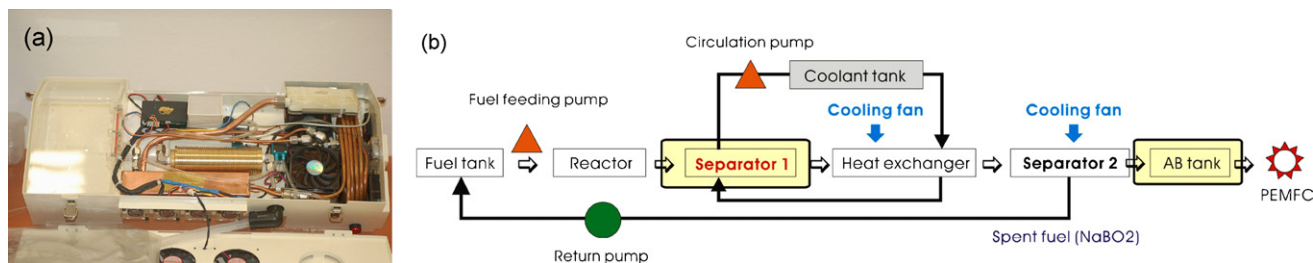 (a)
(b)
Circulation pump
Coolant tank
Fuel feeding pump
Cooling fan
Cooling fan
Fuel tank
Reactor
Separator 1
Heat exchanger
Separator 2
AB tank
PEMFC
Return pump
Spent fuel (NaBO2)